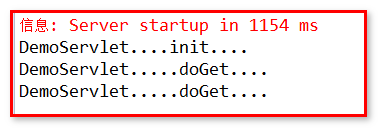 信息: Server startup in 1154 ms
DemoServlet....init....
DemoServlet.....doGet....
DemoServlet.....doGet....